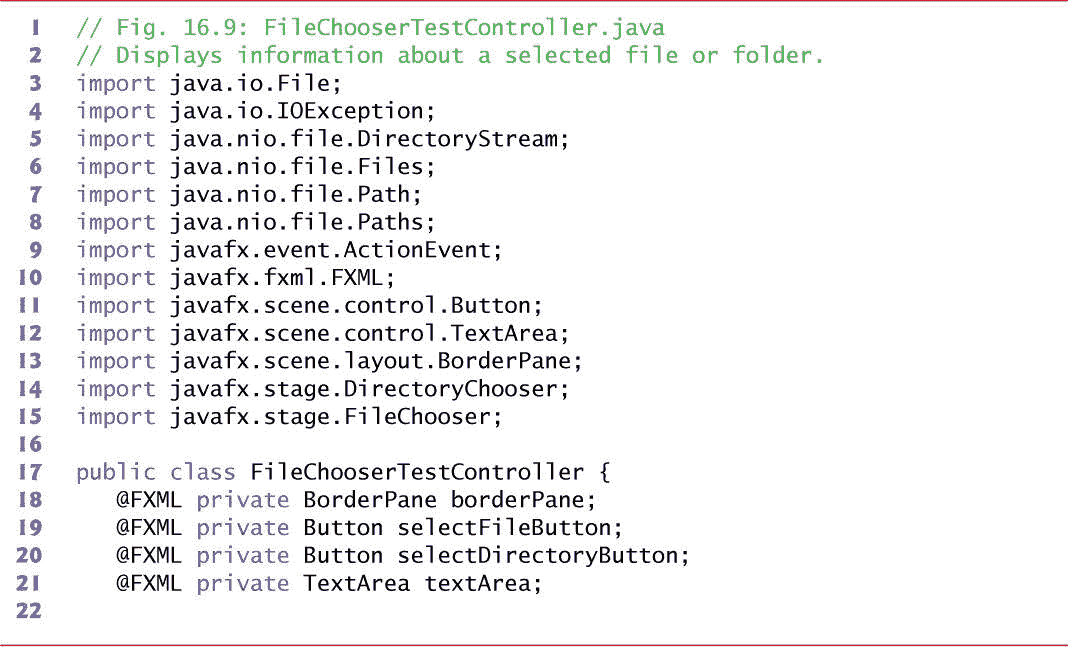 1 // Fig. 16.9: FileChooserTestController.java
2 // Displays information about a selected file or folder.
3 import java.io.File;
4 import java.io.IOException;
5 import java.nio.file.DirectoryStream;
6 import java.nio.file.Files;
7 import java.nio.file.Path;
8 import java.nio.file.Paths;
9 import javafx.event.ActionEvent;
10 import javafx.fxml.FXML;
11 import javafx.scene.control.Button;
12 import javafx.scene.control.TextArea;
13 import javafx.scene.layout.BorderPane;
14 import javafx.stage.DirectoryChooser;
15 import javafx.stage.FileChooser;
16
17 public class FileChooserTestController {
18 @FXML private BorderPane borderPane;
19 @FXML private Button selectFileButton;
20 @FXML private Button selectDirectoryButton;
21 @FXML private TextArea textArea;
22